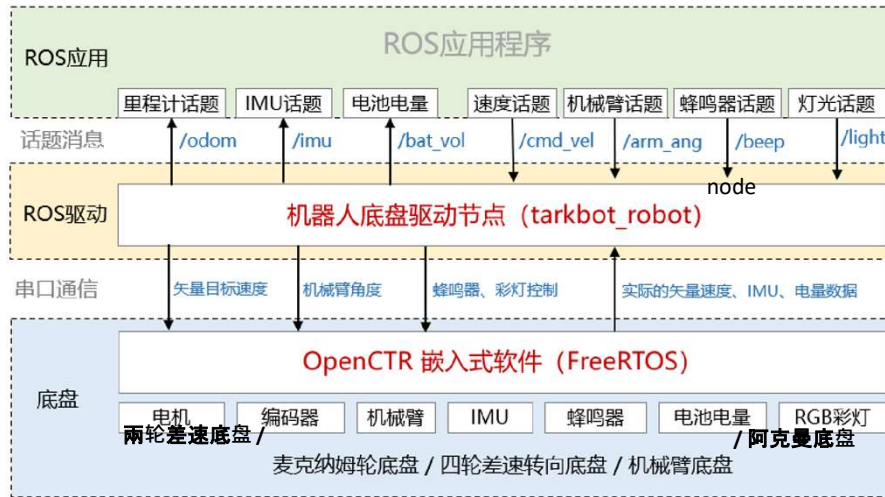 ROS应用程序
ROS应用
里程计话题 IMU话题 电池电量 速度话题 机械臂话题 蜂鸣器话题 灯光话题
话题消息 /odom /imu /bat_vol /cmd_vel /arm_ang /beep /light
node
ROS驱动 机器人底盘驱动节点（tarkbot_robot）
串口通信 矢量目标速度 机械臂角度 蜂鸣器、彩灯控制 实际的矢量速度、IMU、电量数据
OpenCTR 嵌入式软件（FreeRTOS）
底盘
电机 编码器 机械臂 IMU 蜂鸣器 电池电量 RGB彩灯
兩轮差速底盘 / / 阿克曼底盘
麦克纳姆轮底盘 / 四轮差速转向底盘 / 机械臂底盘